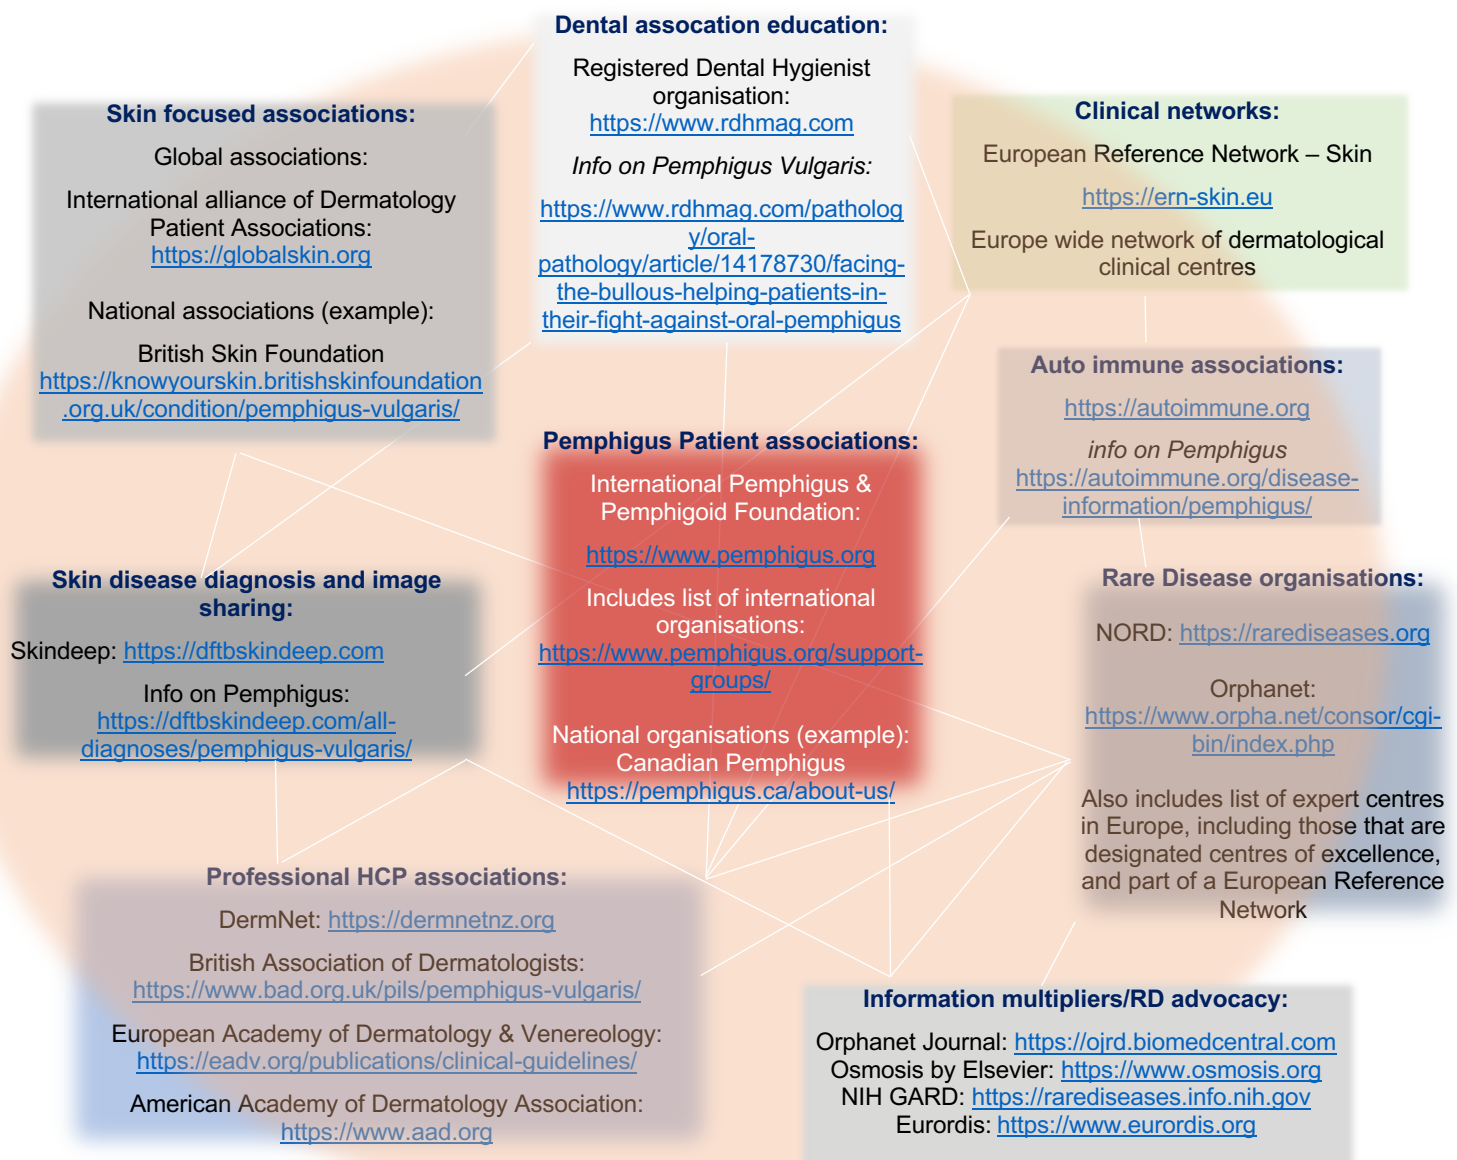 Dental assocation education:
Registered Dental Hygienist
organisation:
https://www.rdhmag.com
Info on Pemphigus Vulgaris:
https://www.rdhmag.com/patholog
y/oral-
pathology/article/14178730/facing-
the-bullous-helping-patients-in-
their-fight-against-oral-pemphigus
Skin focused associations:
Global associations:
International alliance of Dermatology
Patient Associations:
https://globalskin.org
National associations (example):
British Skin Foundation
https://knowyourskin.britishskinfoundation
.org.uk/condition/pemphigus-vulgaris/
Clinical networks:
European Reference Network – Skin
https://ern-skin.eu
Europe wide network of dermatological
clinical centres
Auto immune associations:
https://autoimmune.org
info on Pemphigus
https://autoimmune.org/disease-
information/pemphigus/
Pemphigus Patient associations:
International Pemphigus &
Pemphigoid Foundation:
https://www.pemphigus.org
Includes list of international
organisations:
https://www.pemphigus.org/support-
groups/
National organisations (example):
Canadian Pemphigus
https://pemphigus.ca/about-us/
Skin disease diagnosis and image
sharing:
Skindeep: https://dftbskindeep.com
Info on Pemphigus:
https://dftbskindeep.com/all-
diagnoses/pemphigus-vulgaris/
Rare Disease organisations:
NORD: https://rarediseases.org
Orphanet:
https://www.orpha.net/consor/cgi-
bin/index.php
Also includes list of expert centres
in Europe, including those that are
designated centres of excellence,
and part of a European Reference
Network
Professional HCP associations:
DermNet: https://dermnetnz.org
British Association of Dermatologists:
https://www.bad.org.uk/pils/pemphigus-vulgaris/
European Academy of Dermatology & Venereology:
https://eadv.org/publications/clinical-guidelines/
American Academy of Dermatology Association:
https://www.aad.org
Information multipliers/RD advocacy:
Orphanet Journal: https://ojrd.biomedcentral.com
Osmosis by Elsevier: https://www.osmosis.org
NIH GARD: https://rarediseases.info.nih.gov
Eurordis: https://www.eurordis.org